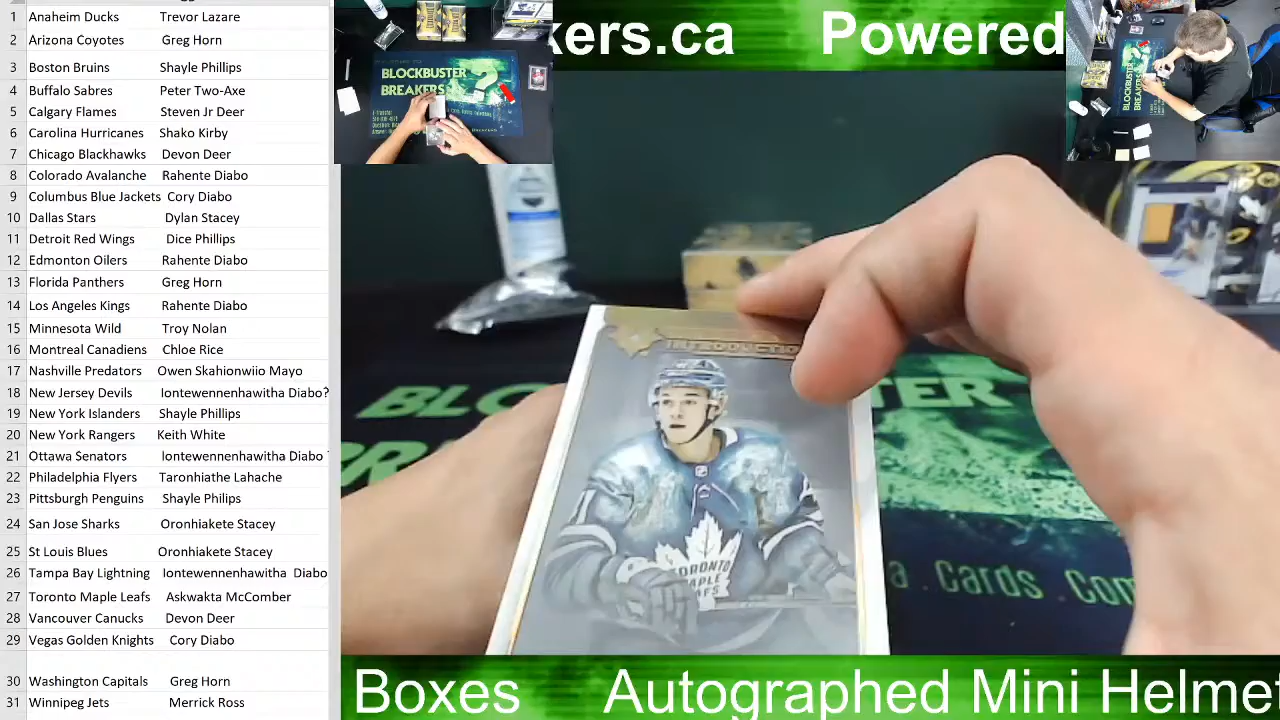 1 Anaheim Ducks Trevor Lazare
2 Arizona Coyotes Greg Horn
3 Boston Bruins Shayle Phillips
4 Buffalo Sabres Peter Two-Axe
5 Calgary Flames Steven Jr Deer
6 Carolina Hurricanes Shako Kirby
7 Chicago Blackhawks Devon Deer
8 Colorado Avalanche Rahente Diabo
9 Columbus Blue Jackets Cory Diabo
10 Dallas Stars Dylan Stacey
11 Detroit Red Wings Dice Phillips
12 Edmonton Oilers Rahente Diabo
13 Florida Panthers Greg Horn
14 Los Angeles Kings Rahente Diabo
15 Minnesota Wild Troy Nolan
16 Montreal Canadiens Chloe Rice
17 Nashville Predators Owen Skahionwiio Mayo
18 New Jersey Devils Iontewennenhawitha Diabo?
19 New York Islanders Shayle Phillips
20 New York Rangers Keith White
21 Ottawa Senators Iontewennenhawitha Diabo
22 Philadelphia Flyers Taronhiathe Lahache
23 Pittsburgh Penguins Shayle Philips
24 San Jose Sharks Oronhiakete Stacey
25 St Louis Blues Oronhiakete Stacey
26 Tampa Bay Lightning Iontewennenhawitha Diabo
27 Toronto Maple Leafs Askwakta McComber
28 Vancouver Canucks Devon Deer
29 Vegas Golden Knights Cory Diabo
30 Washington Capitals Greg Horn
31 Winnipeg Jets Merrick Ross
kers.ca Powered
BLOCKBUSTER
BREAKERS
BLOCKBUSTER
BREAKERS
INTRODUCTIO
TORONTO
MAPLE
LEAFS
BLO
TER
a . Cards . Com
Boxes Autographed Mini Helmet